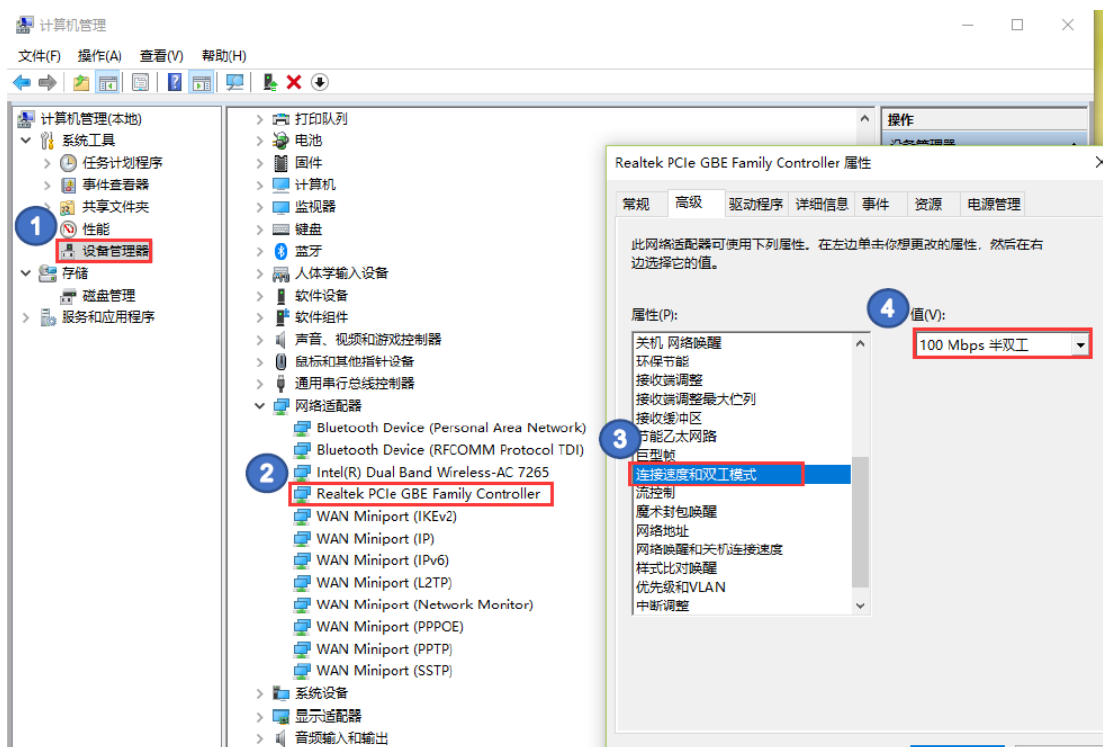 计算机管理
文件(F) 操作(A) 查看(V) 帮助(H)
计算机管理(本地)
系统工具
任务计划程序
事件查看器
共享文件夹
1
性能
设备管理器
存储
磁盘管理
服务和应用程序
打印队列
电池
固件
计算机
监视器
键盘
蓝牙
人体学输入设备
软件设备
软件组件
声音、视频和游戏控制器
鼠标和其他指针设备
通用串行总线控制器
网络适配器
Bluetooth Device (Personal Area Network)
Bluetooth Device (RFCOMM Protocol TDI)
2
Intel(R) Dual Band Wireless-AC 7265
Realtek PCIe GBE Family Controller
WAN Miniport (IKEv2)
WAN Miniport (IP)
WAN Miniport (IPv6)
WAN Miniport (L2TP)
WAN Miniport (Network Monitor)
WAN Miniport (PPPOE)
WAN Miniport (PPTP)
WAN Miniport (SSTP)
系统设备
显示适配器
音频输入和输出
操作
设备管理器
Realtek PCIe GBE Family Controller 属性
常规 高级 驱动程序 详细信息 事件 资源 电源管理
此网络适配器可使用下列属性。在左边单击你想更改的属性，然后在右
边选择它的值。
属性(P):
关机 网络唤醒
环保节能
接收端调整
接收端调整最大伫列
接收缓冲区
3
节能乙太网路
巨型帧
连接速度和双工模式
流控制
魔术封包唤醒
网络地址
网络唤醒和关机连接速度
样式比对唤醒
优先级和VLAN
中断调整
4
值(V):
100 Mbps 半双工